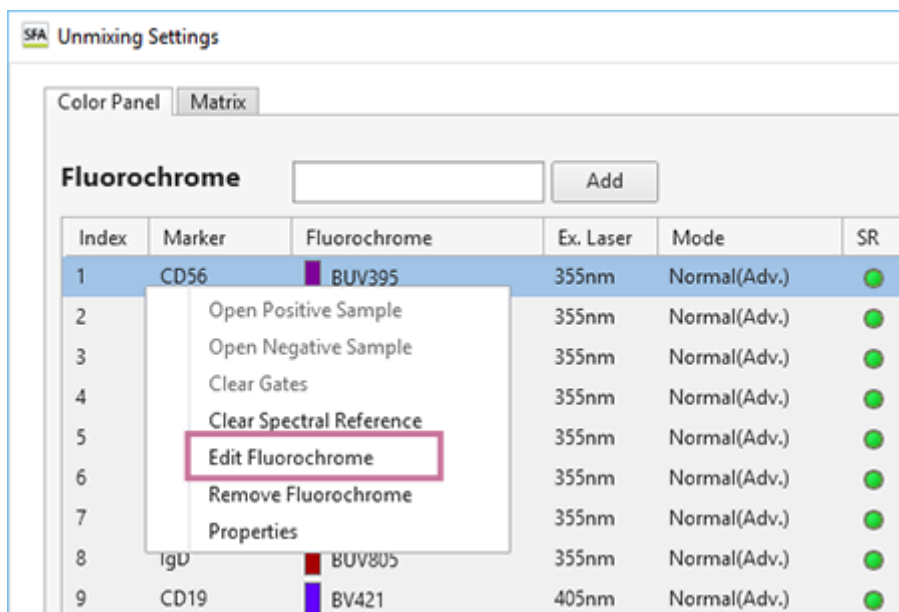 SFA Unmixing Settings
Color Panel Matrix
Fluorochrome Add
Index Marker Fluorochrome Ex. Laser Mode SR
1 CD56 BUV395 355nm Normal(Adv.)
Open Positive Sample
2 355nm Normal(Adv.)
Open Negative Sample
3 355nm Normal(Adv.)
Clear Gates
4 355nm Normal(Adv.)
Clear Spectral Reference
5 355nm Normal(Adv.)
Edit Fluorochrome
6 355nm Normal(Adv.)
Remove Fluorochrome
7 355nm Normal(Adv.)
Properties
8 IgD BUV805 355nm Normal(Adv.)
9 CD19 BV421 405nm Normal(Adv.)